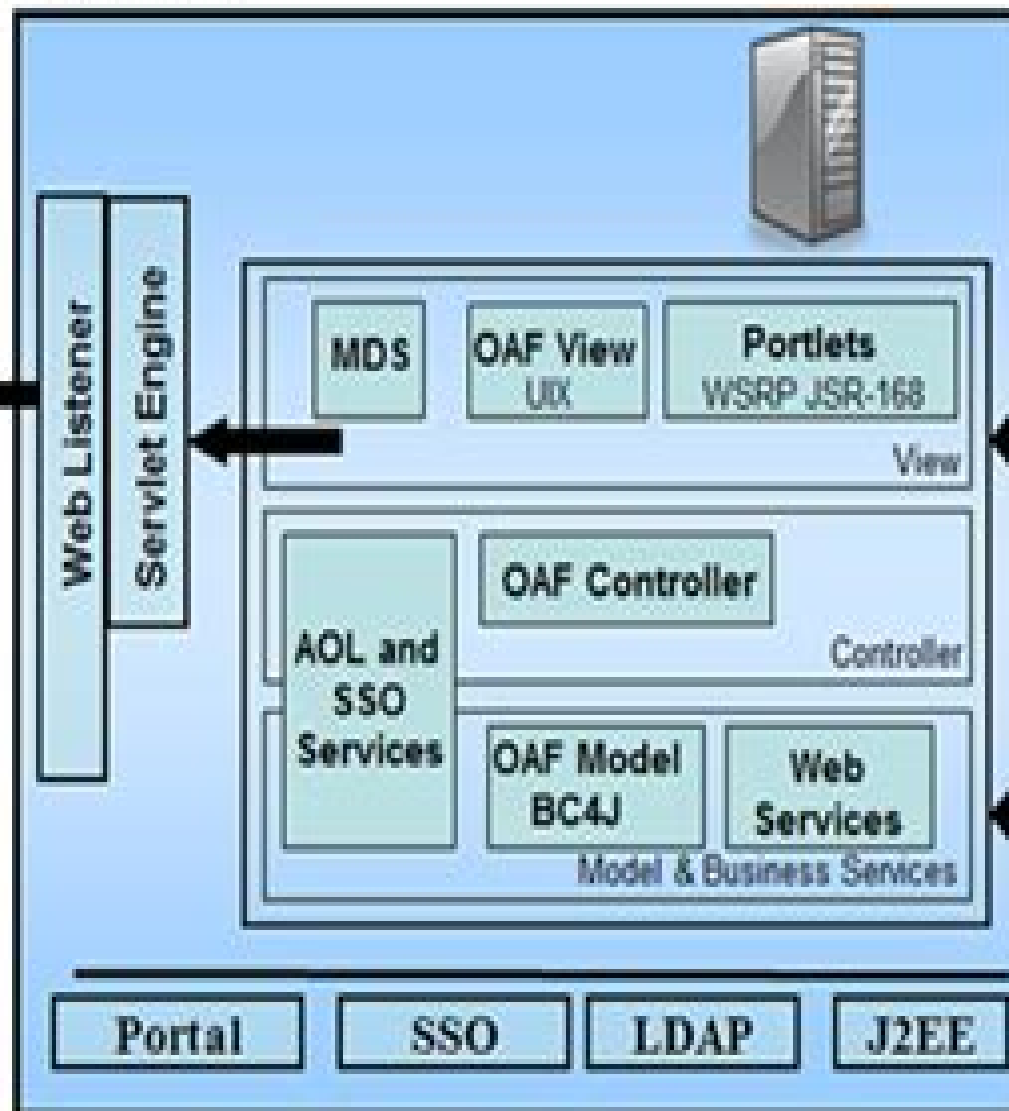 Web Listener
Servlet Engine
MDS
OAF View
UIX
Portlets
WSRP JSR-168
View
OAF Controller
Controller
AOL and
SSO
Services
OAF Model
BC4J
Web
Services
Model & Business Services
Portal
SSO
LDAP
J2EE